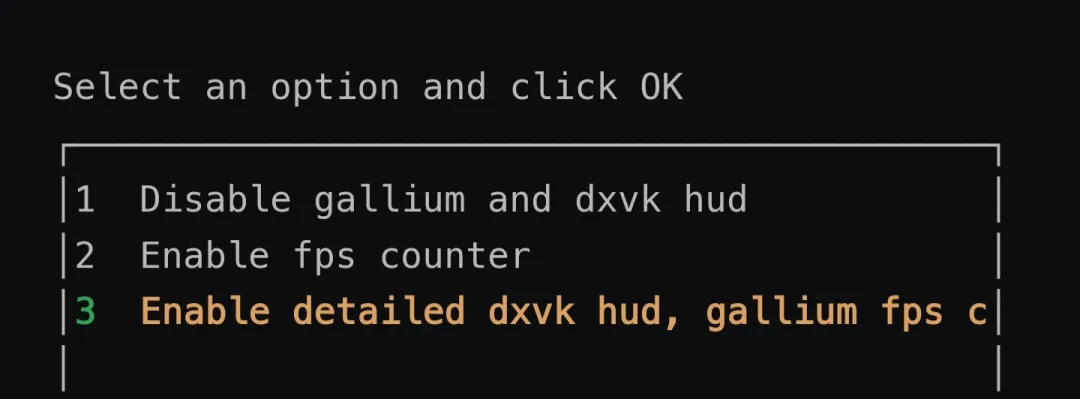 Select an option and click OK
1 Disable gallium and dxvk hud
2 Enable fps counter
3 Enable detailed dxvk hud, gallium fps c